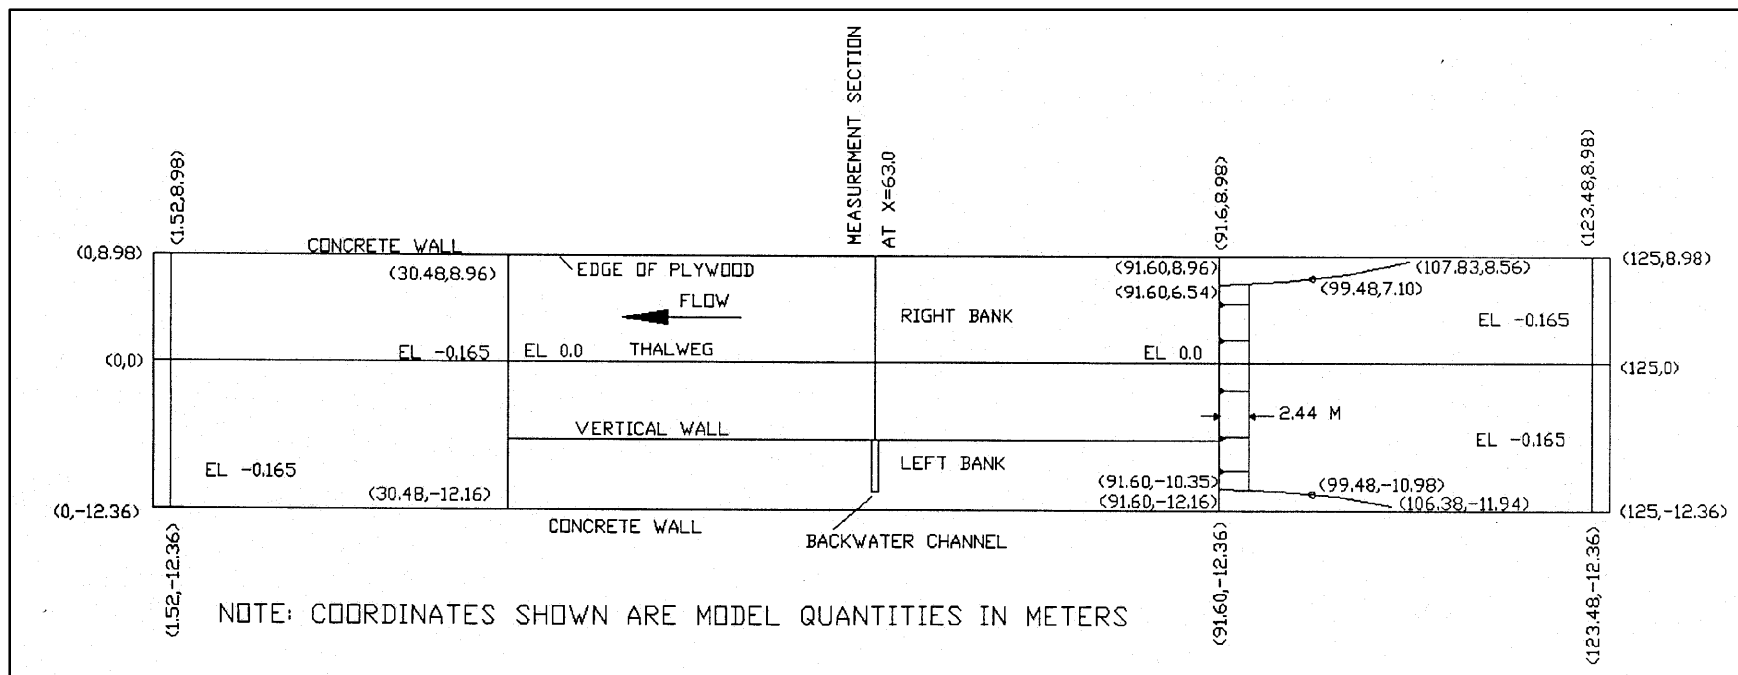 MEASUREMENT SECTION
AT X=63.0
(1.52,8.98)
(91.6,8.98)
(123.48,8.98)
(0,8.98)
CONCRETE WALL
(30.48,8.96)
EDGE OF PLYWOOD
FLOW
(91.60,8.96)
(107.83,8.56)
(125,8.98)
(91.60,6.54)
(99.48,7.10)
RIGHT BANK
EL -0.165
(0,0)
EL -0.165
EL 0.0
THALWEG
EL 0.0
(125,0)
2.44 M
VERTICAL WALL
EL -0.165
EL -0.165
LEFT BANK
(30.48,-12.16)
(91.60,-10.35)
(99.48,-10.98)
(91.60,-12.16)
(106.38,-11.94)
(0,-12.36)
(125,-12.36)
CONCRETE WALL
BACKWATER CHANNEL
(1.52,-12.36)
(91.60,-12.36)
(123.48,-12.36)
NOTE: COORDINATES SHOWN ARE MODEL QUANTITIES IN METERS